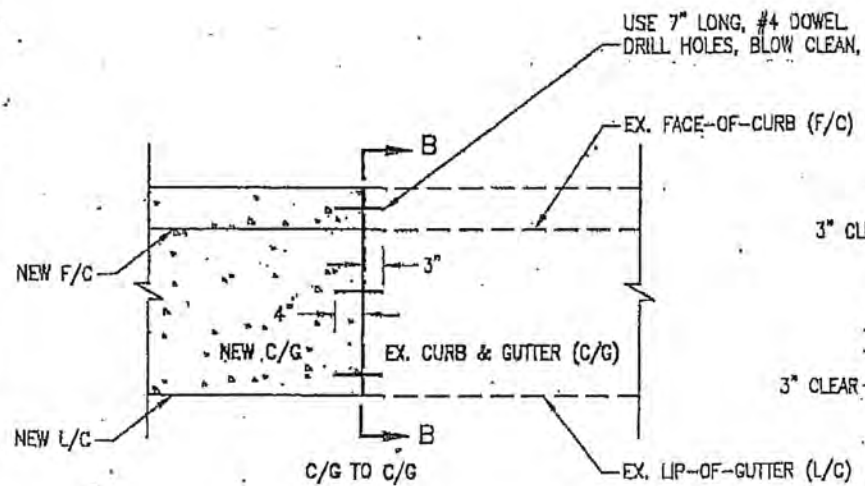 USE 7" LONG, #4 DOWEL
DRILL HOLES, BLOW CLEAN,
B
EX. FACE-OF-CURB (F/C)
3" CL
NEW F/C
3"
4"
NEW C/G
EX. CURB & GUTTER (C/G)
3" CLEAR
NEW L/C
B
C/G TO C/G
EX. LIP-OF-GUTTER (L/C)